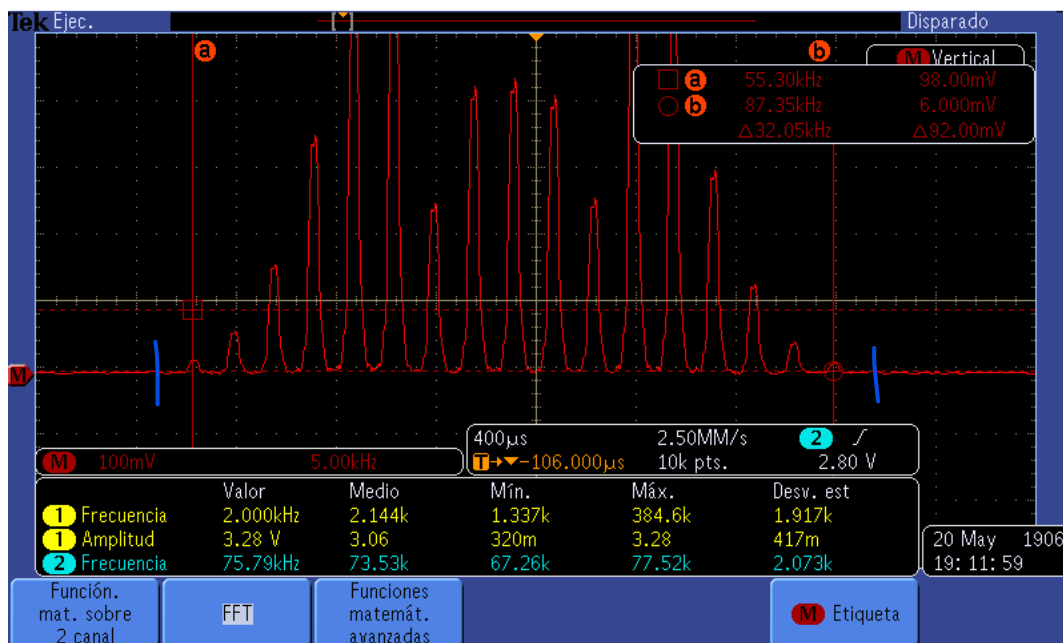 Tek Ejec. Disparado
a b
M Vertical
a 55.30kHz 98.00mV
b 87.35kHz 6.000mV
Δ32.05kHz Δ92.00mV
M
400µs 2.50MM/s 2
M 100mV 5.00kHz T→▼-106.000µs 10k pts. 2.80 V
Valor Medio Mín. Máx. Desv. est
1 Frecuencia 2.000kHz 2.144k 1.337k 384.6k 1.917k
1 Amplitud 3.28 V 3.06 320m 3.28 417m
2 Frecuencia 75.79kHz 73.53k 67.26k 77.52k 2.073k
20 May 1906
19:11:59
Función.
mat. sobre
2 canal
FFT
Funciones
matemát.
avanzadas
M Etiqueta